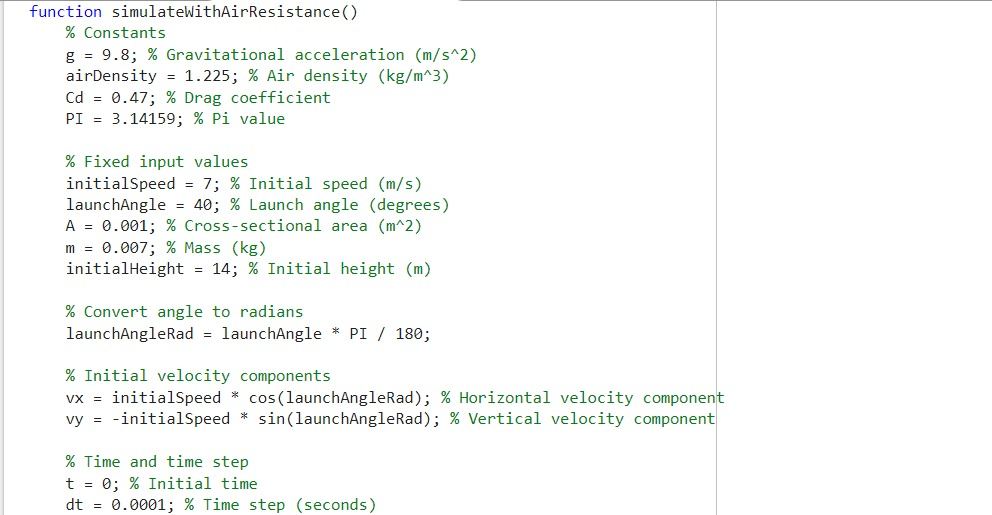 function simulateWithAirResistance()
% Constants
g = 9.8; % Gravitational acceleration (m/s^2)
airDensity = 1.225; % Air density (kg/m^3)
Cd = 0.47; % Drag coefficient
PI = 3.14159; % Pi value
% Fixed input values
initialSpeed = 7; % Initial speed (m/s)
launchAngle = 40; % Launch angle (degrees)
A = 0.001; % Cross-sectional area (m^2)
m = 0.007; % Mass (kg)
initialHeight = 14; % Initial height (m)
% Convert angle to radians
launchAngleRad = launchAngle * PI / 180;
% Initial velocity components
vx = initialSpeed * cos(launchAngleRad); % Horizontal velocity component
vy = -initialSpeed * sin(launchAngleRad); % Vertical velocity component
% Time and time step
t = 0; % Initial time
dt = 0.0001; % Time step (seconds)